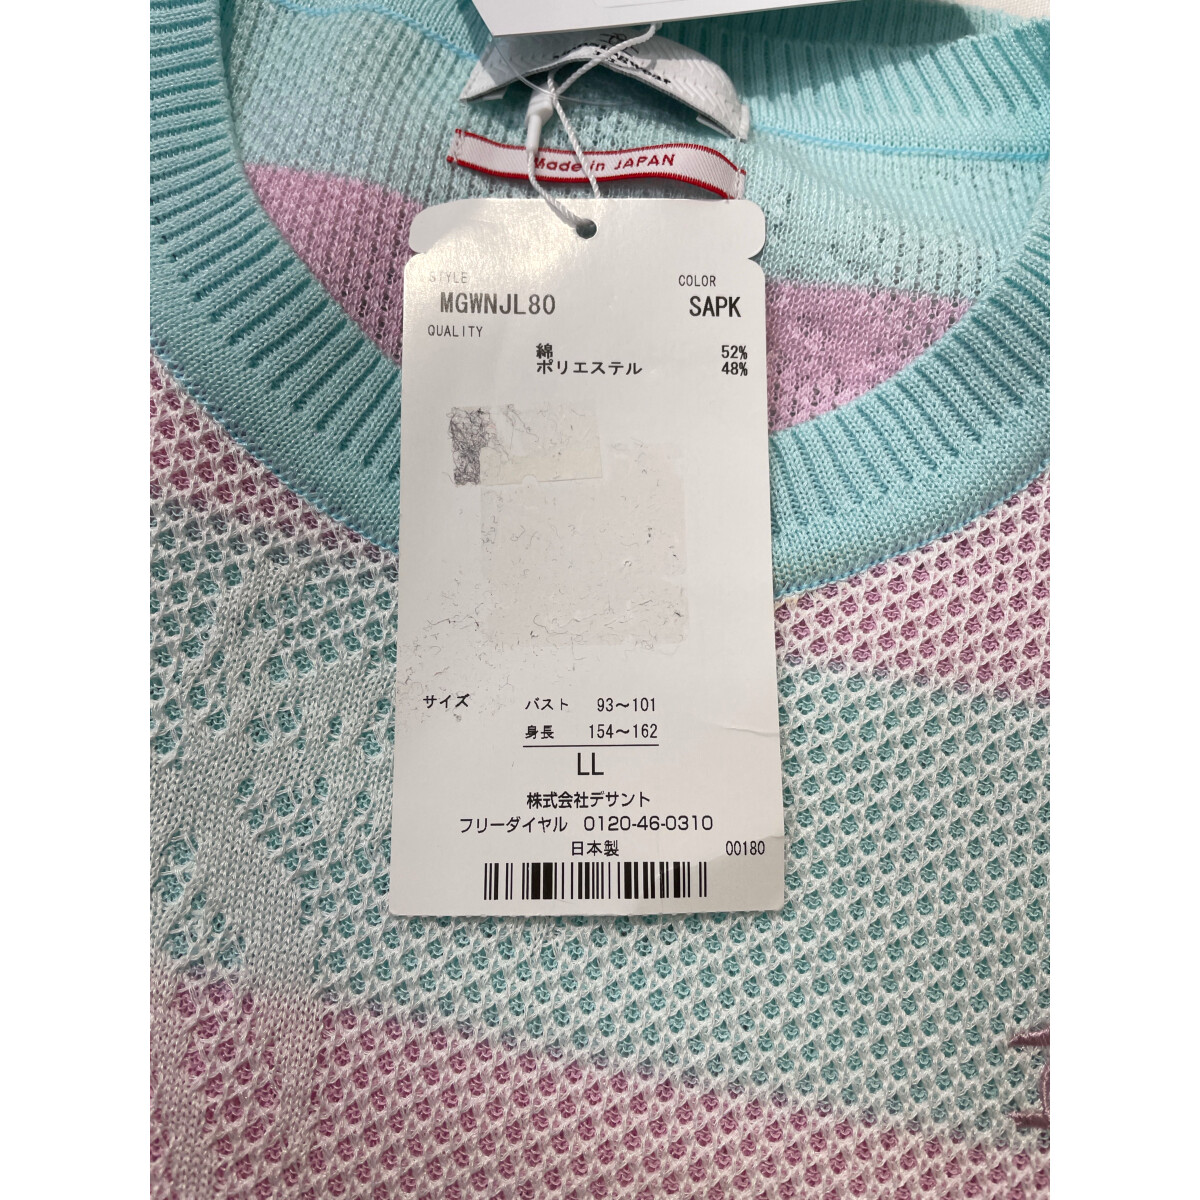 Made in JAPAN
STYLE
COLOR
MGWNJL80
SAPK
QUALITY
綿 52%
ポリエステル 48%
サイズ バスト 93〜101
身長 154〜162
LL
株式会社デサント
フリーダイヤル 0120-46-0310
日本製 00180